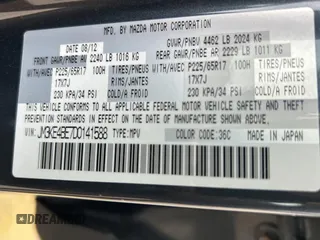 MFD. BY MAZDA MOTOR CORPORATION
DATE 08/12 GVWR/PNBV 4462 LB 2024 KG
FRONT GAWR/PNBE AV 2240 LB 1016 KG REAR GAWR/PNBE AR 2229 LB 1011 KG
WITH/AVEC P225/65R17 100H TIRES/PNEUS WITH/AVEC P225/65R17 100H TIRES/PNEUS
17X7J RIMS/JANTES 17X7J RIMS/JANTES
230 KPA/34 PSI COLD/A FROID 230 KPA/34 PSI COLD/A FROID
THIS VEHICLE CONFORMS TO ALL APPLICABLE FEDERAL MOTOR VEHICLE SAFETY AND THEFT
PREVENTION STANDARDS IN EFFECT ON THE DATE OF MANUFACTURE SHOWN ABOVE.
JM3KE4BE7D0141588 COLOR CODE: 36C
TYPE: MPV MADE IN JAPAN